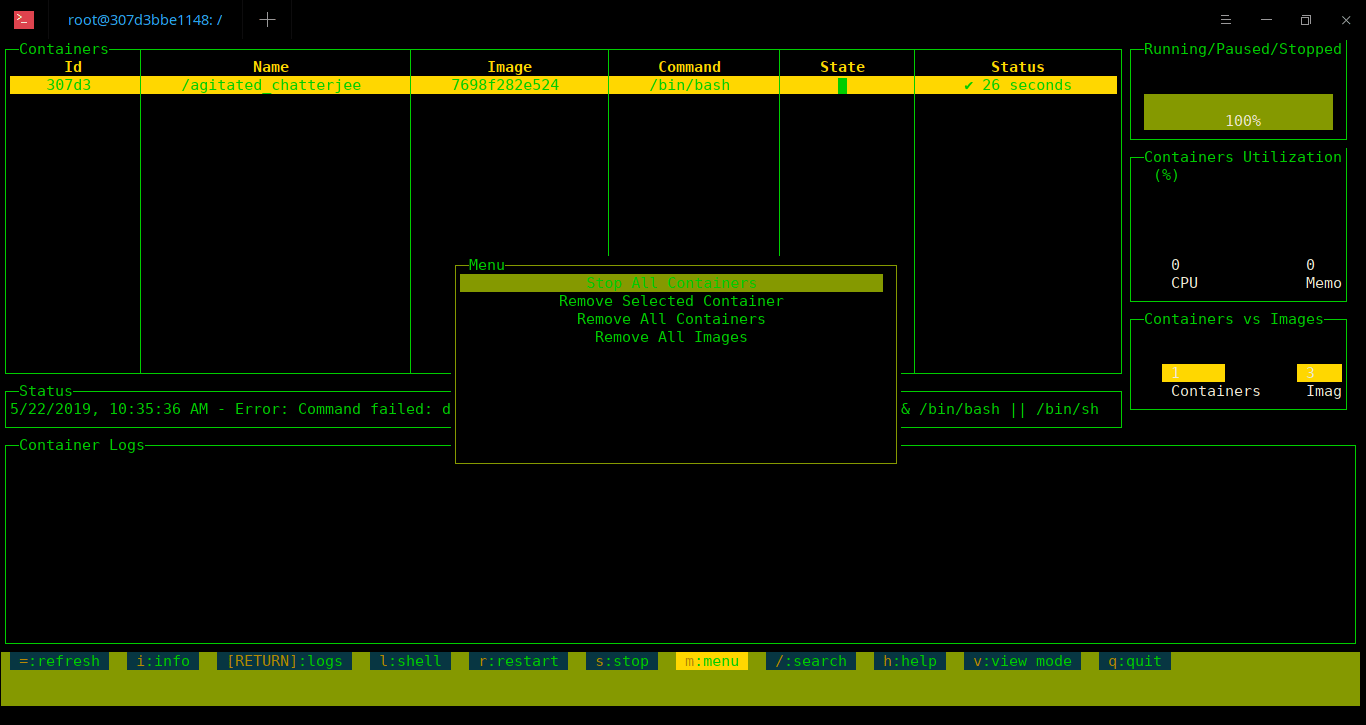 root@307d3bbe1148: /
Containers
Id Name Image Command State Status
307d3 /agitated_chatterjee 7698f282e524 /bin/bash ✔ 26 seconds
Running/Paused/Stopped
100%
Containers Utilization
(%)
0 0
CPU Memo
Menu
Stop All Containers
Remove Selected Container
Remove All Containers
Remove All Images
Containers vs Images
1 3
Containers Imag
Status
5/22/2019, 10:35:36 AM - Error: Command failed: d & /bin/bash || /bin/sh
Container Logs
=:refresh i:info [RETURN]:logs l:shell r:restart s:stop m:menu /:search h:help v:view mode q:quit